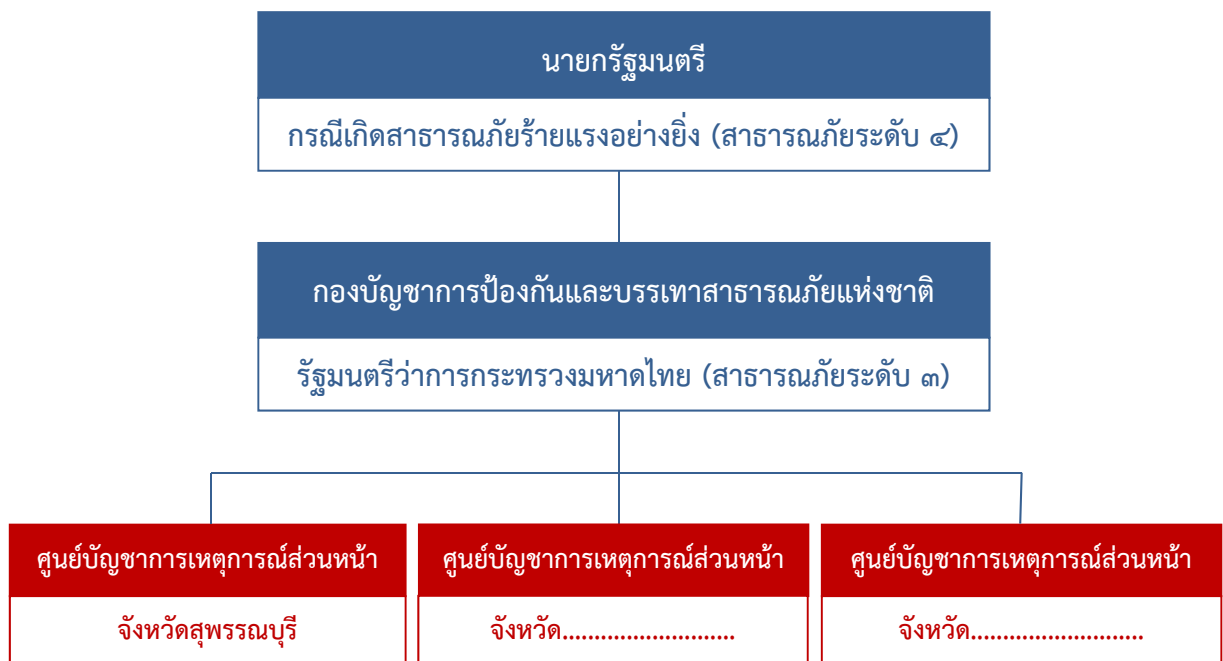 นายกรัฐมนตรี
กรณีเกิดสาธารณภัยร้ายแรงอย่างยิ่ง (สาธารณภัยระดับ ๔)
กองบัญชาการป้องกันและบรรเทาสาธารณภัยแห่งชาติ
รัฐมนตรีว่าการกระทรวงมหาดไทย (สาธารณภัยระดับ ๓)
ศูนย์บัญชาการเหตุการณ์ส่วนหน้า
จังหวัดสุพรรณบุรี
ศูนย์บัญชาการเหตุการณ์ส่วนหน้า
จังหวัด...........................
ศูนย์บัญชาการเหตุการณ์ส่วนหน้า
จังหวัด...........................